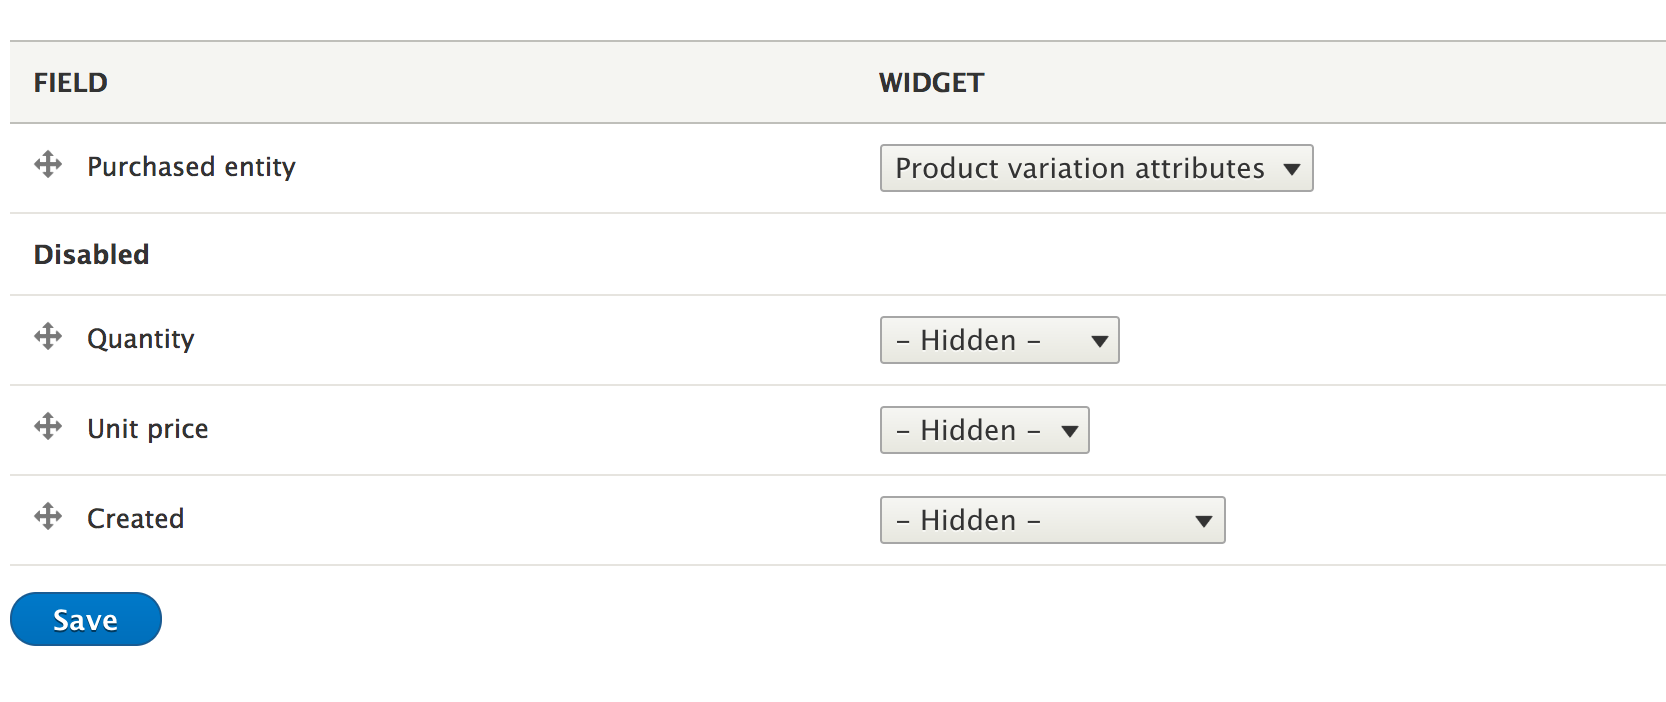 FIELD WIDGET
Purchased entity Product variation attributes
Disabled
Quantity – Hidden –
Unit price – Hidden –
Created – Hidden –
Save